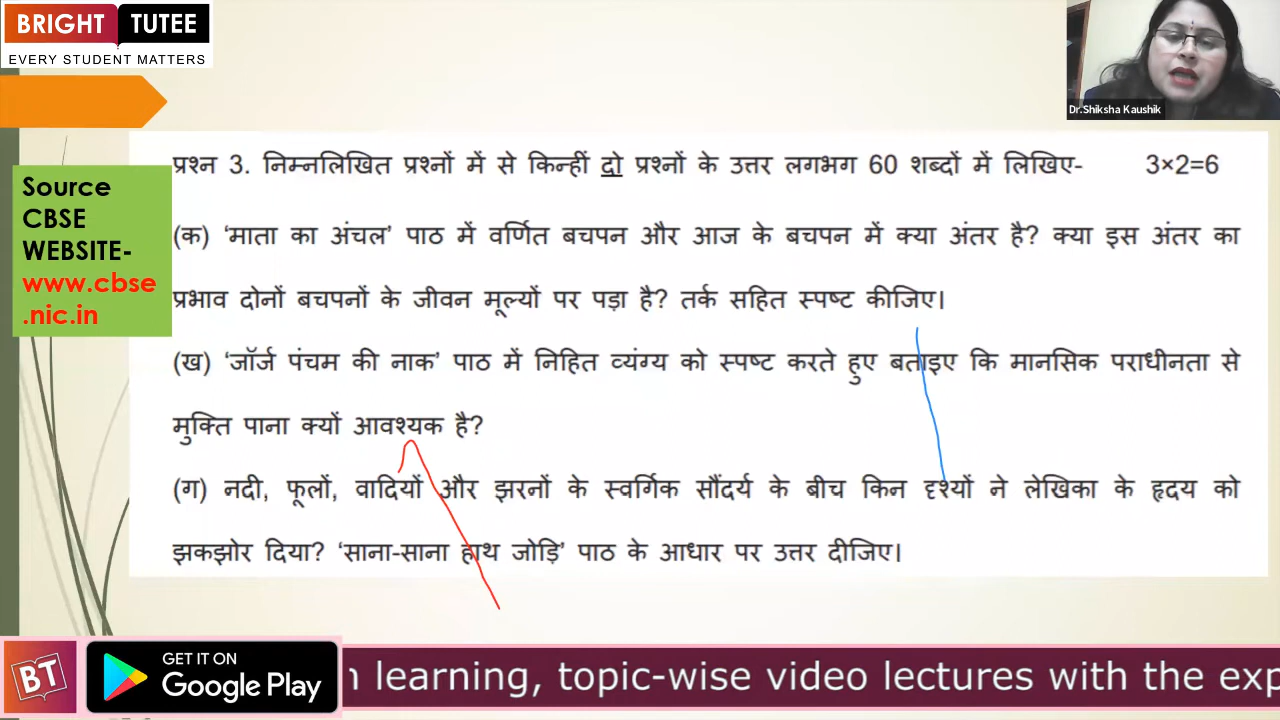 BRIGHT TUTEE
EVERY STUDENT MATTERS
Dr.Shiksha Kaushik
Source
CBSE
WEBSITE-
www.cbse
.nic.in
प्रश्न 3. निम्नलिखित प्रश्नों में से किन्हीं दो प्रश्नों के उत्तर लगभग 60 शब्दों में लिखिए- 3×2=6
(क) ‘माता का अंचल’ पाठ में वर्णित बचपन और आज के बचपन में क्या अंतर है? क्या इस अंतर का
प्रभाव दोनों बचपनों के जीवन मूल्यों पर पड़ा है? तर्क सहित स्पष्ट कीजिए।
(ख) ‘जॉर्ज पंचम की नाक’ पाठ में निहित व्यंग्य को स्पष्ट करते हुए बताइए कि मानसिक पराधीनता से
मुक्ति पाना क्यों आवश्यक है?
(ग) नदी, फूलों, वादियों और झरनों के स्वर्गिक सौंदर्य के बीच किन दृश्यों ने लेखिका के हृदय को
झकझोर दिया? ‘साना-साना हाथ जोड़ि’ पाठ के आधार पर उत्तर दीजिए।
BT
GET IT ON
Google Play
learning, topic-wise video lectures with the